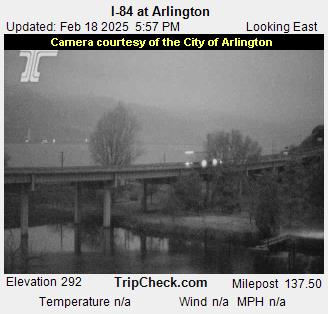 I-84 at Arlington
Updated: Feb 18 2025 5:57 PM Looking East
Camera courtesy of the City of Arlington
Elevation 292 TripCheck.com Milepost 137.50
Temperature n/a Wind n/a MPH n/a